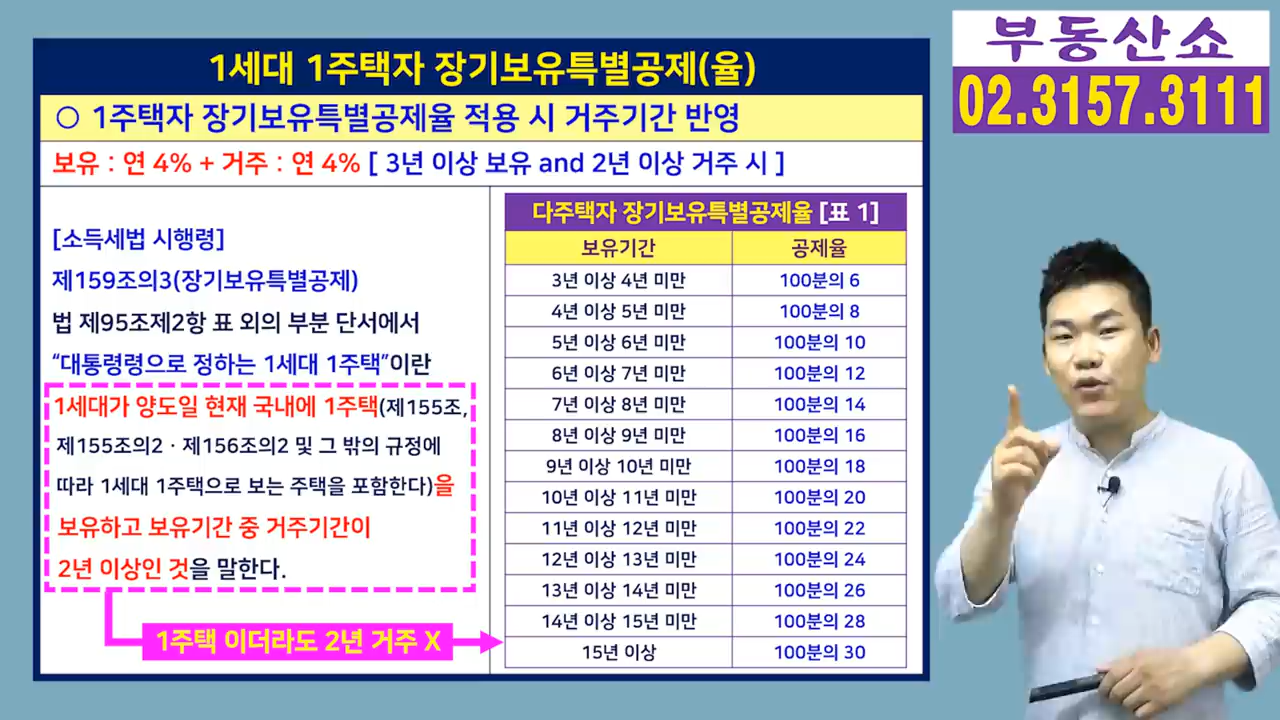 부동산쇼
02.3157.3111
1세대 1주택자 장기보유특별공제(율)
○ 1주택자 장기보유특별공제율 적용 시 거주기간 반영
보유 : 연 4% + 거주 : 연 4% [ 3년 이상 보유 and 2년 이상 거주 시 ]
[소득세법 시행령]
제159조의3(장기보유특별공제)
법 제95조제2항 표 외의 부분 단서에서
“대통령령으로 정하는 1세대 1주택”이란
1세대가 양도일 현재 국내에 1주택(제155조,
제155조의2 · 제156조의2 및 그 밖의 규정에
따라 1세대 1주택으로 보는 주택을 포함한다)을
보유하고 보유기간 중 거주기간이
2년 이상인 것을 말한다.
1주택 이더라도 2년 거주 X
다주택자 장기보유특별공제율 [표 1]
보유기간 공제율
3년 이상 4년 미만 100분의 6
4년 이상 5년 미만 100분의 8
5년 이상 6년 미만 100분의 10
6년 이상 7년 미만 100분의 12
7년 이상 8년 미만 100분의 14
8년 이상 9년 미만 100분의 16
9년 이상 10년 미만 100분의 18
10년 이상 11년 미만 100분의 20
11년 이상 12년 미만 100분의 22
12년 이상 13년 미만 100분의 24
13년 이상 14년 미만 100분의 26
14년 이상 15년 미만 100분의 28
15년 이상 100분의 30